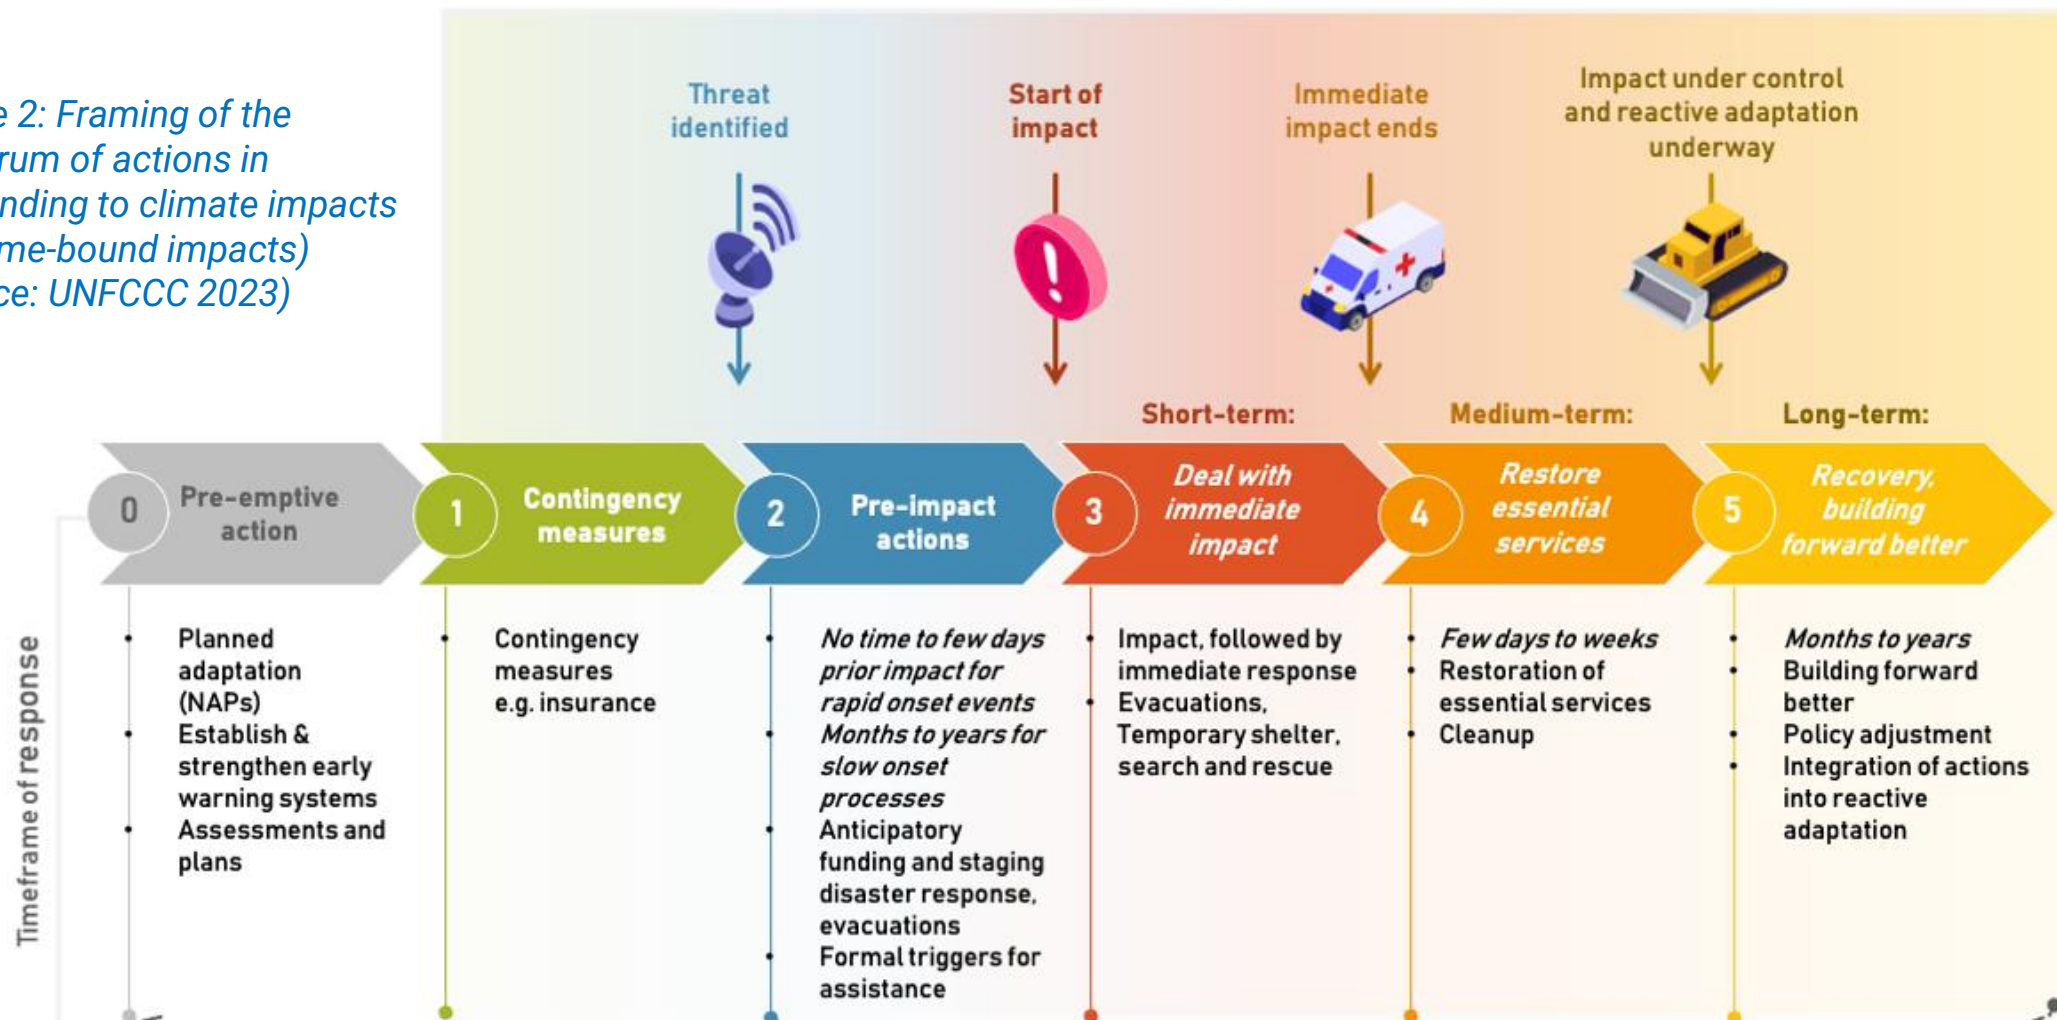 e 2: Framing of the
rum of actions in
nding to climate impacts
me-bound impacts)
ce: UNFCCC 2023)
Threat
identified
Start of
impact
Immediate
impact ends
Impact under control
and reactive adaptation
underway
Short-term:
Medium-term:
Long-term:
0
Pre-emptive
action
1
Contingency
measures
2
Pre-impact
actions
3
Deal with
immediate
impact
4
Restore
essential
services
5
Recovery,
building
forward better
Timeframe of response
• Planned
adaptation
(NAPs)
• Establish &
strengthen early
warning systems
• Assessments and
plans
• Contingency
measures
e.g. insurance
• No time to few days
prior impact for
rapid onset events
• Months to years for
slow onset
processes
• Anticipatory
funding and staging
disaster response,
evacuations
• Formal triggers for
assistance
• Impact, followed by
immediate response
• Evacuations,
Temporary shelter,
search and rescue
• Few days to weeks
• Restoration of
essential services
• Cleanup
• Months to years
• Building forward
better
• Policy adjustment
• Integration of actions
into reactive
adaptation